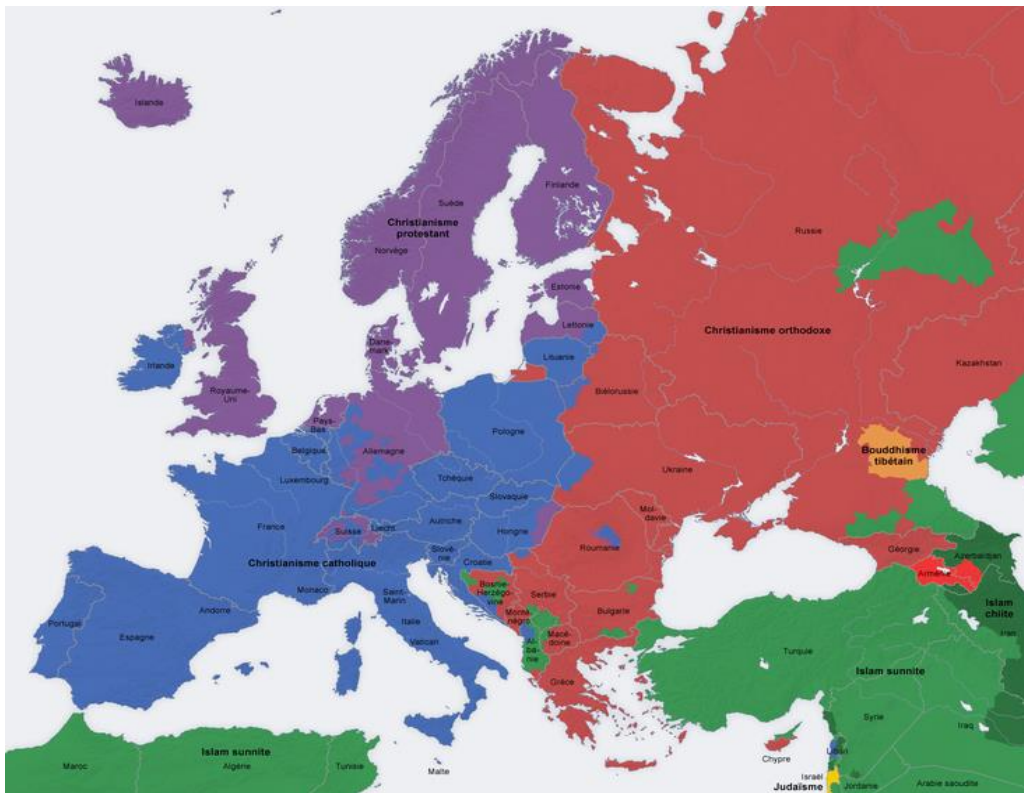 Islande
Finlande
Suède
Christianisme
protestant
Norvège
Russie
Estonie
Lettonie
Christianisme orthodoxe
Dane-
mark
Lituanie
Irlande
Kazakhstan
Royaume-
Uni
Biélorussie
Pays-
Bas
Pologne
Belgique
Allemagne
Bouddhisme
tibétain
Ukraine
Luxembourg
Tchéquie
Slovaquie
Mol-
davie
France
Suisse
Liecht.
Autriche
Hongrie
Roumanie
Géorgie
Slové-
nie
Croatie
Azerbaïdjan
Christianisme catholique
Arménie
Bosnie-
Herzégo-
vine
Monaco
Saint-
Marin
Serbie
Islam
chiite
Andorre
Monté-
négro
Bulgarie
Portugal
Italie
Iran
Espagne
Vatican
Al-
ba-
nie
Macé-
doine
Turquie
Islam sunnite
Grèce
Syrie
Iraq
Islam sunnite
Liban
Maroc
Algérie
Tunisie
Chypre
Malte
Israël
Judaïsme
Jordanie
Arabie saoudite